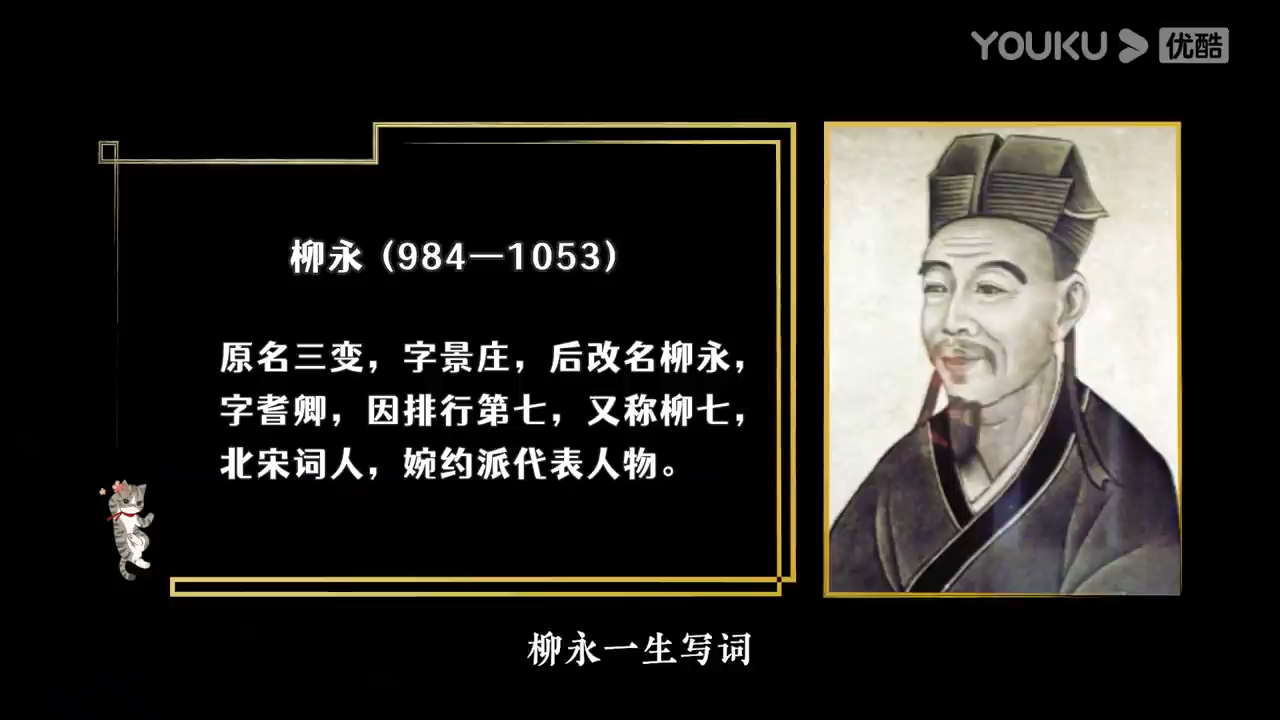 YOUKU 优酷
柳永（984—1053）
原名三变，字景庄，后改名柳永，
字耆卿，因排行第七，又称柳七，
北宋词人，婉约派代表人物。
柳永一生写词